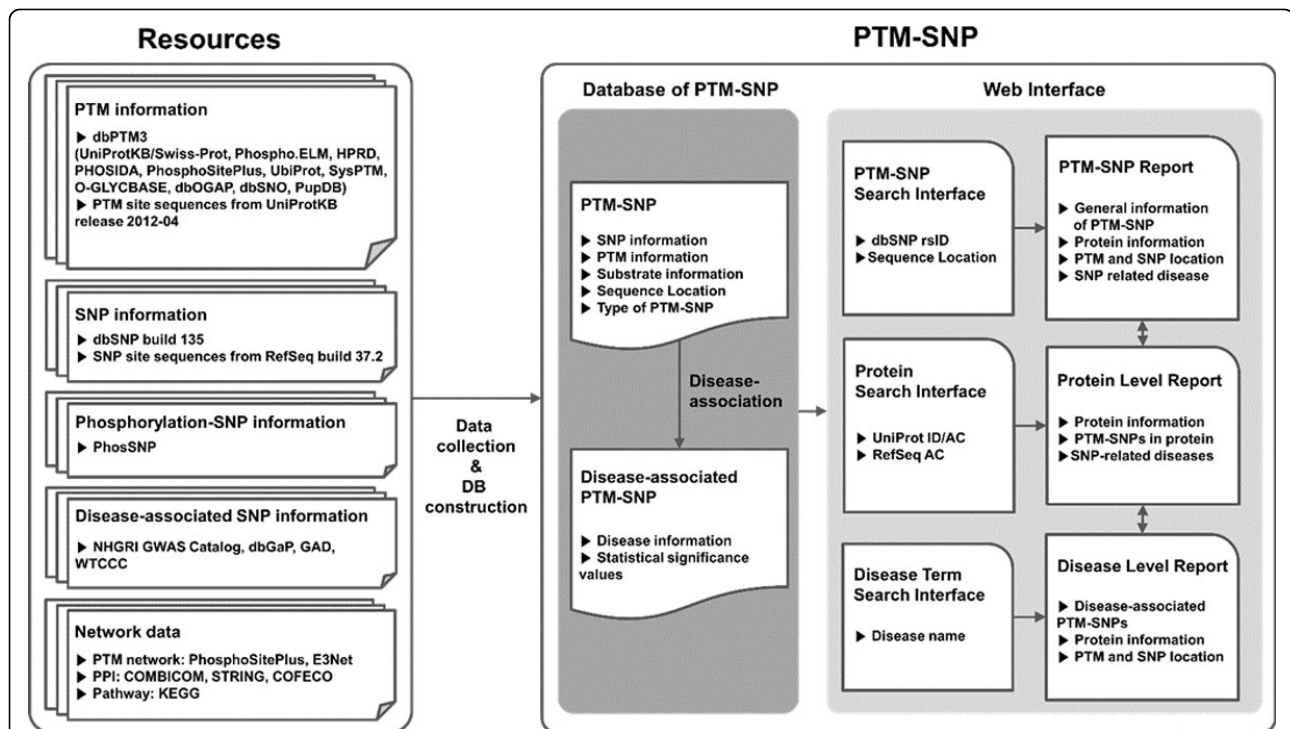 Resources
PTM information
▶ dbPTM3
(UniProtKB/Swiss-Prot, Phospho.ELM, HPRD,
PHOSIDA, PhosphoSitePlus, UbiProt, SysPTM,
O-GLYCBASE, dbOGAP, dbSNO, PupDB)
▶ PTM site sequences from UniProtKB
release 2012-04
SNP information
▶ dbSNP build 135
▶ SNP site sequences from RefSeq build 37.2
Phosphorylation-SNP information
▶ PhosSNP
Disease-associated SNP information
▶ NHGRI GWAS Catalog, dbGaP, GAD,
WTCCC
Network data
▶ PTM network: PhosphoSitePlus, E3Net
▶ PPI: COMBICOM, STRING, COFECO
▶ Pathway: KEGG
Data
collection
&
DB
construction
PTM-SNP
Database of PTM-SNP
PTM-SNP
▶ SNP information
▶ PTM information
▶ Substrate information
▶ Sequence Location
▶ Type of PTM-SNP
Disease-
association
Disease-associated
PTM-SNP
▶ Disease information
▶ Statistical significance
values
Web Interface
PTM-SNP
Search Interface
▶ dbSNP rsID
▶ Sequence Location
PTM-SNP Report
▶ General information
of PTM-SNP
▶ Protein information
▶ PTM and SNP location
▶ SNP related disease
Protein
Search Interface
▶ UniProt ID/AC
▶ RefSeq AC
Protein Level Report
▶ Protein information
▶ PTM-SNPs in protein
▶ SNP-related diseases
Disease Term
Search Interface
▶ Disease name
Disease Level Report
▶ Disease-associated
PTM-SNPs
▶ Protein information
▶ PTM and SNP location